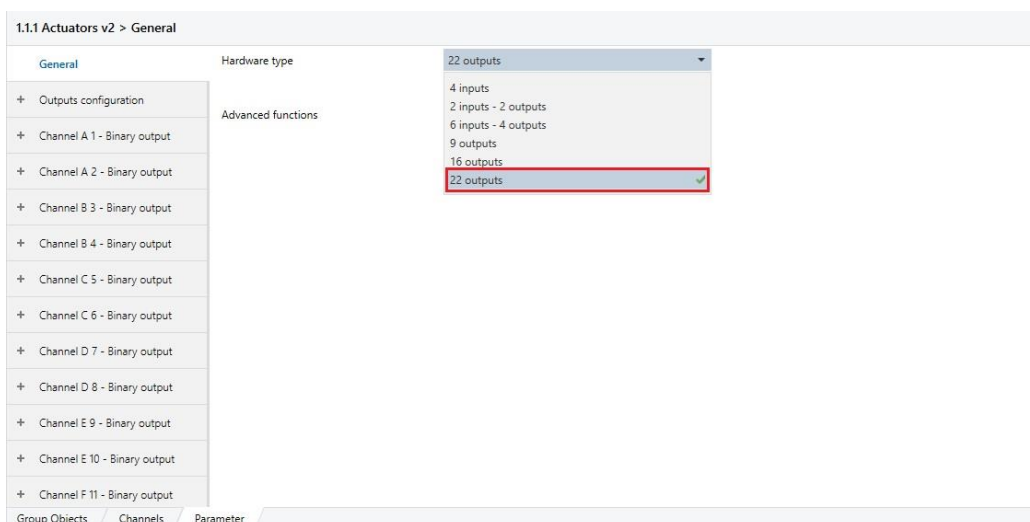 1.1.1 Actuators v2 > General
General
Hardware type
22 outputs
4 inputs
2 inputs - 2 outputs
6 inputs - 4 outputs
9 outputs
16 outputs
22 outputs
Advanced functions
+ Outputs configuration
+ Channel A 1 - Binary output
+ Channel A 2 - Binary output
+ Channel B 3 - Binary output
+ Channel B 4 - Binary output
+ Channel C 5 - Binary output
+ Channel C 6 - Binary output
+ Channel D 7 - Binary output
+ Channel D 8 - Binary output
+ Channel E 9 - Binary output
+ Channel E 10 - Binary output
+ Channel F 11 - Binary output
Group Objects / Channels / Parameter